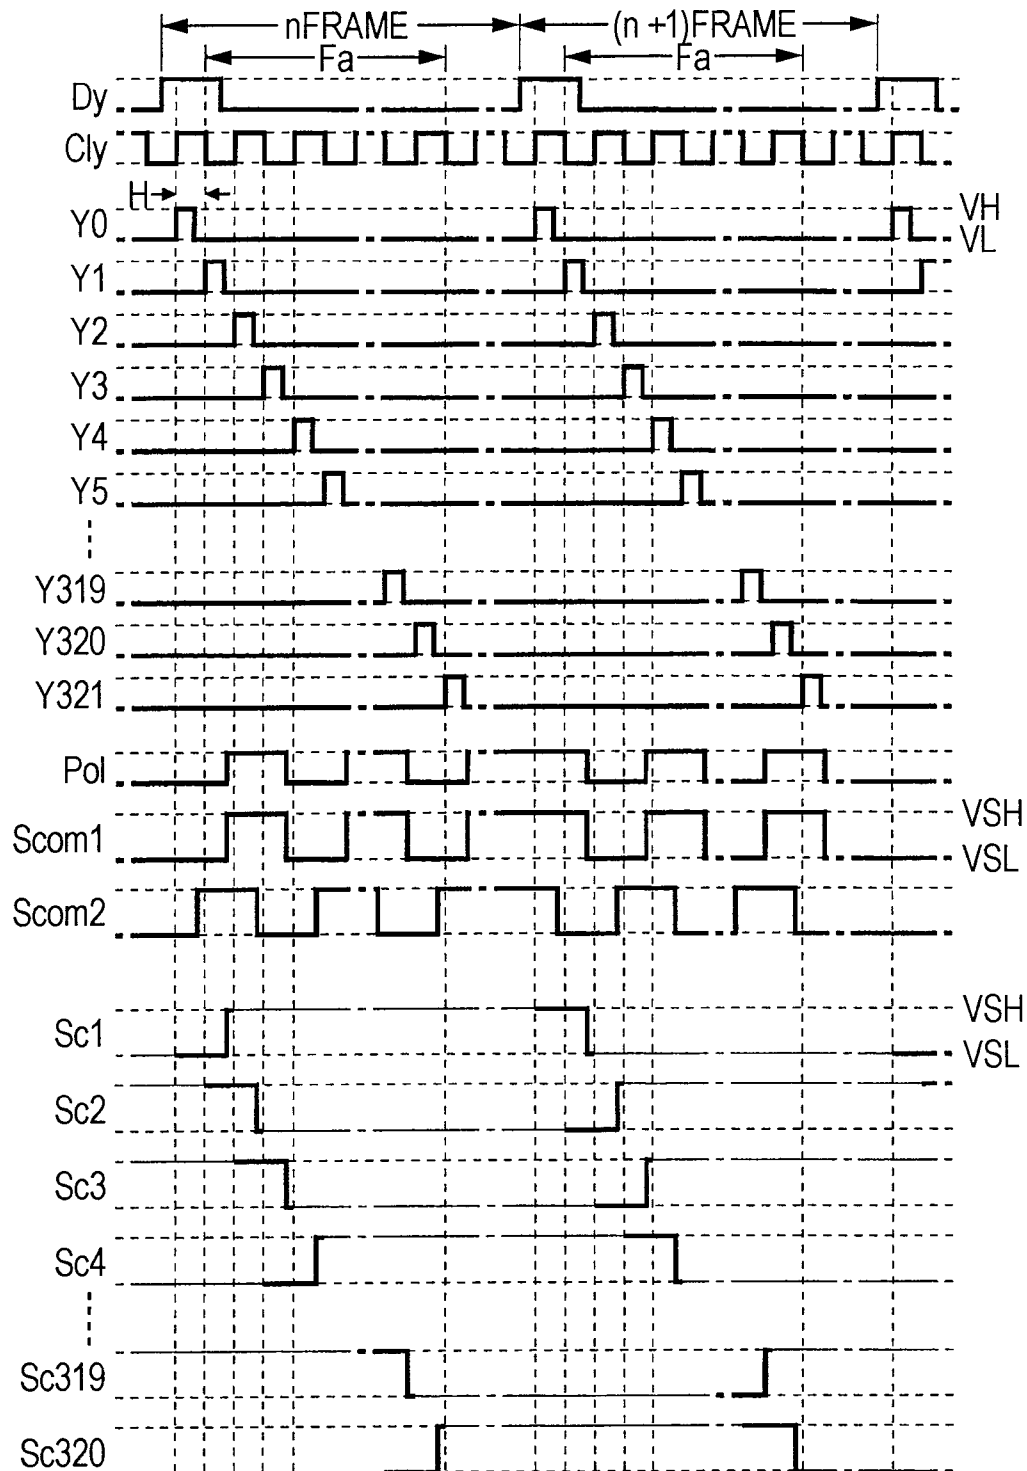 nFRAME
(n +1)FRAME
Fa
Fa
Dy
Cly
H
Y0
VH
VL
Y1
Y2
Y3
Y4
Y5
Y319
Y320
Y321
Pol
Scom1
VSH
VSL
Scom2
Sc1
VSH
VSL
Sc2
Sc3
Sc4
Sc319
Sc320